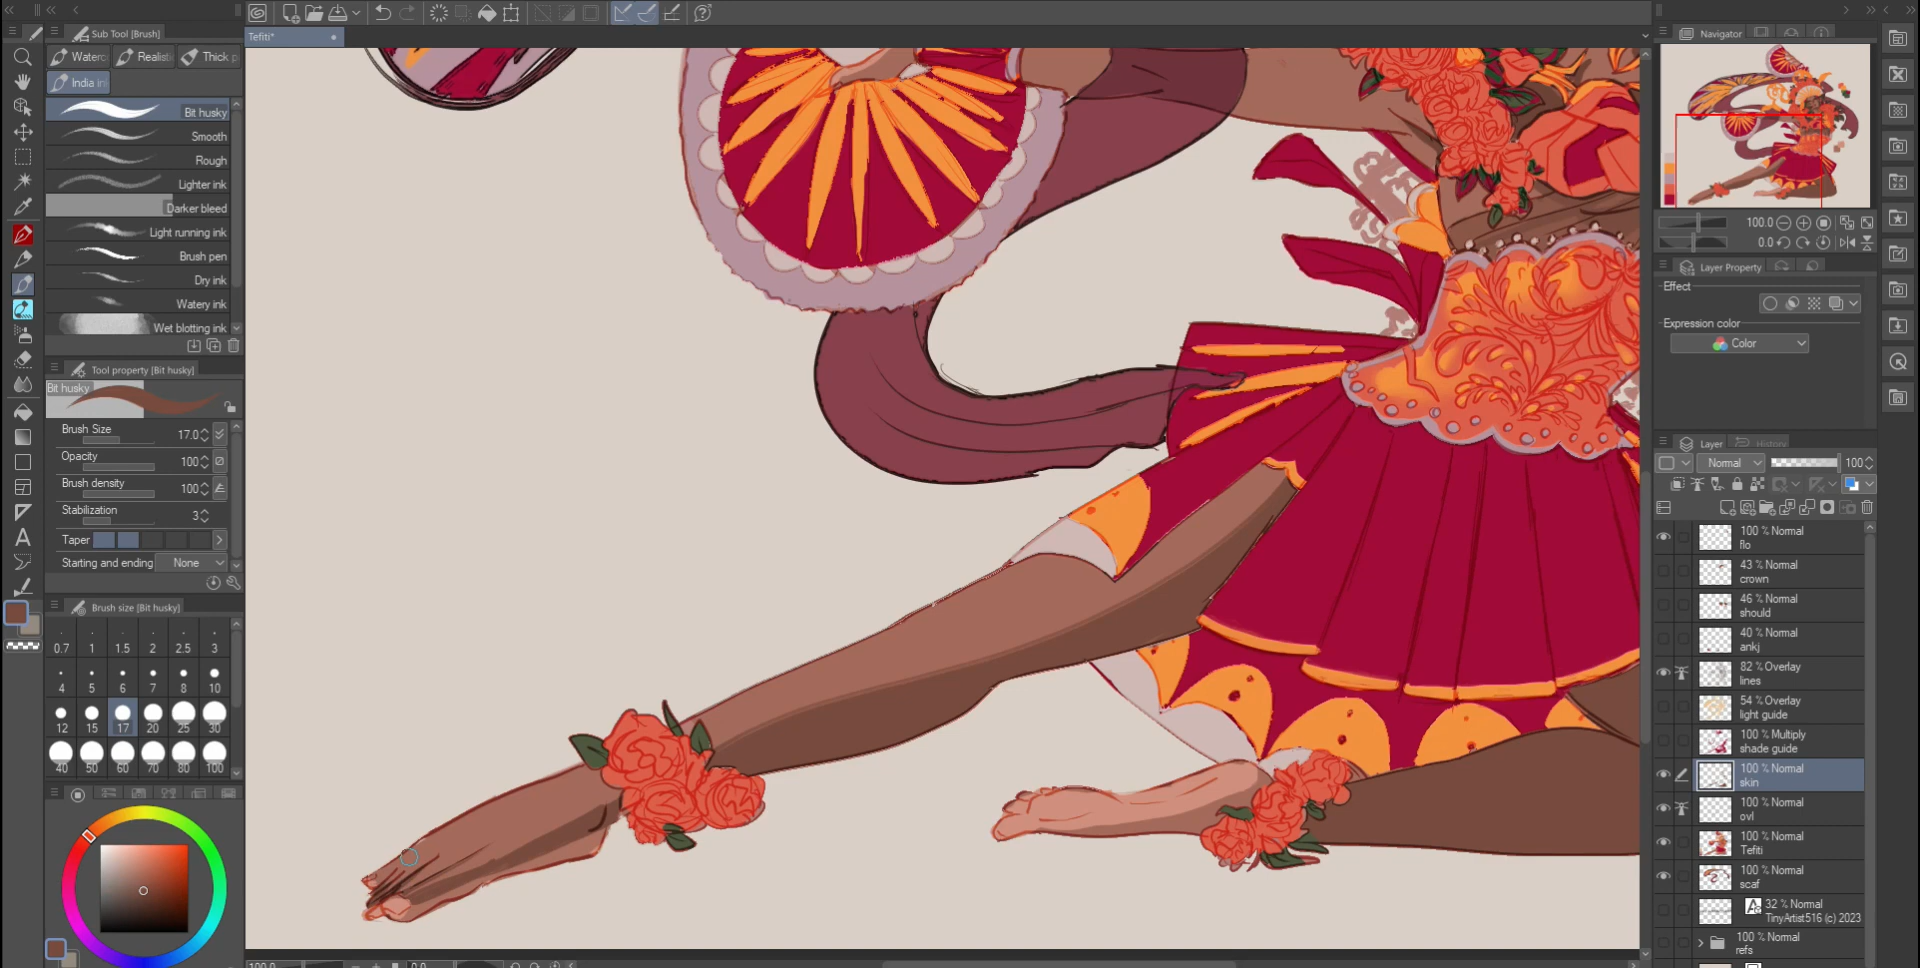 Sub Tool [Brush]
Waterc
Realist
Thick p
India in
Bit husky
Smooth
Rough
Lighter ink
Darker bleed
Light running ink
Brush pen
Dry ink
Watery ink
Wet blotting ink
Tool property [Bit husky]
Bit husky
Brush Size 17.0
Opacity 100
Brush density 100
Stabilization 3
Taper
Starting and ending None
Brush size [Bit husky]
0.7 1 1.5 2 2.5 3
4 5 6 7 8 10
12 15 17 20 25 30
40 50 60 70 80 100
Tefiti*
100.0 0.0
Navigator
100.0
0.0
Layer Property
Effect
Expression color
Color
Layer
History
Normal 100
100 % Normal
flo
43 % Normal
crown
46 % Normal
should
40 % Normal
ankj
82 % Overlay
lines
54 % Overlay
light guide
100 % Multiply
shade guide
100 % Normal
skin
100 % Normal
ovl
100 % Normal
Tefiti
100 % Normal
scaf
32 % Normal
TinyArtist516 (c) 2023
100 % Normal
refs